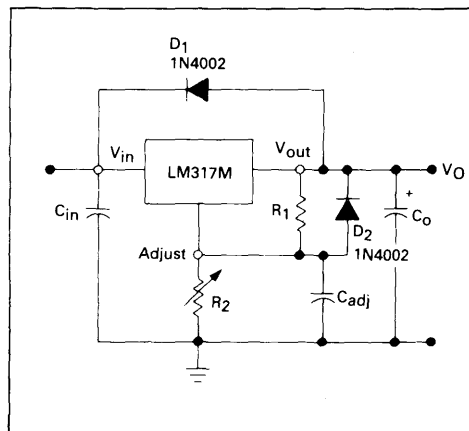 D1
1N4002
Vin
Vout
LM317M
VO
+
Cin
R1
D2
Co
1N4002
Adjust
Cadj
R2